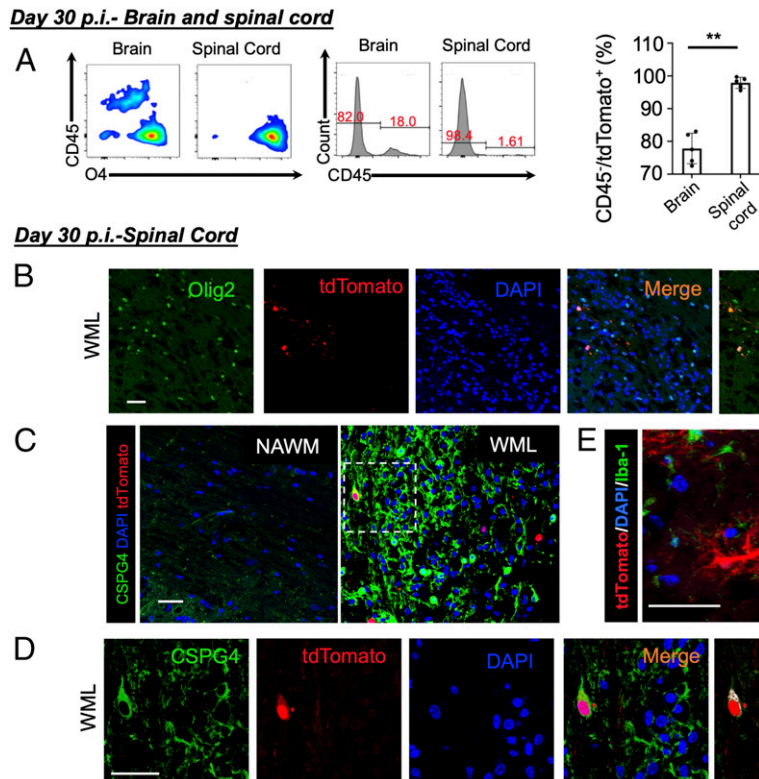 Day 30 p.i.- Brain and spinal cord
A
Brain
Spinal Cord
CD45
O4
Brain
Spinal Cord
Count
82.0
18.0
98.4
1.61
CD45
**
CD45⁻/tdTomato⁺ (%)
100
90
80
70
Brain
Spinal
cord
Day 30 p.i.-Spinal Cord
B
WML
Olig2
tdTomato
DAPI
Merge
C
CSPG4 DAPI tdTomato
NAWM
WML
E
tdTomato/DAPI/Iba-1
D
WML
CSPG4
tdTomato
DAPI
Merge